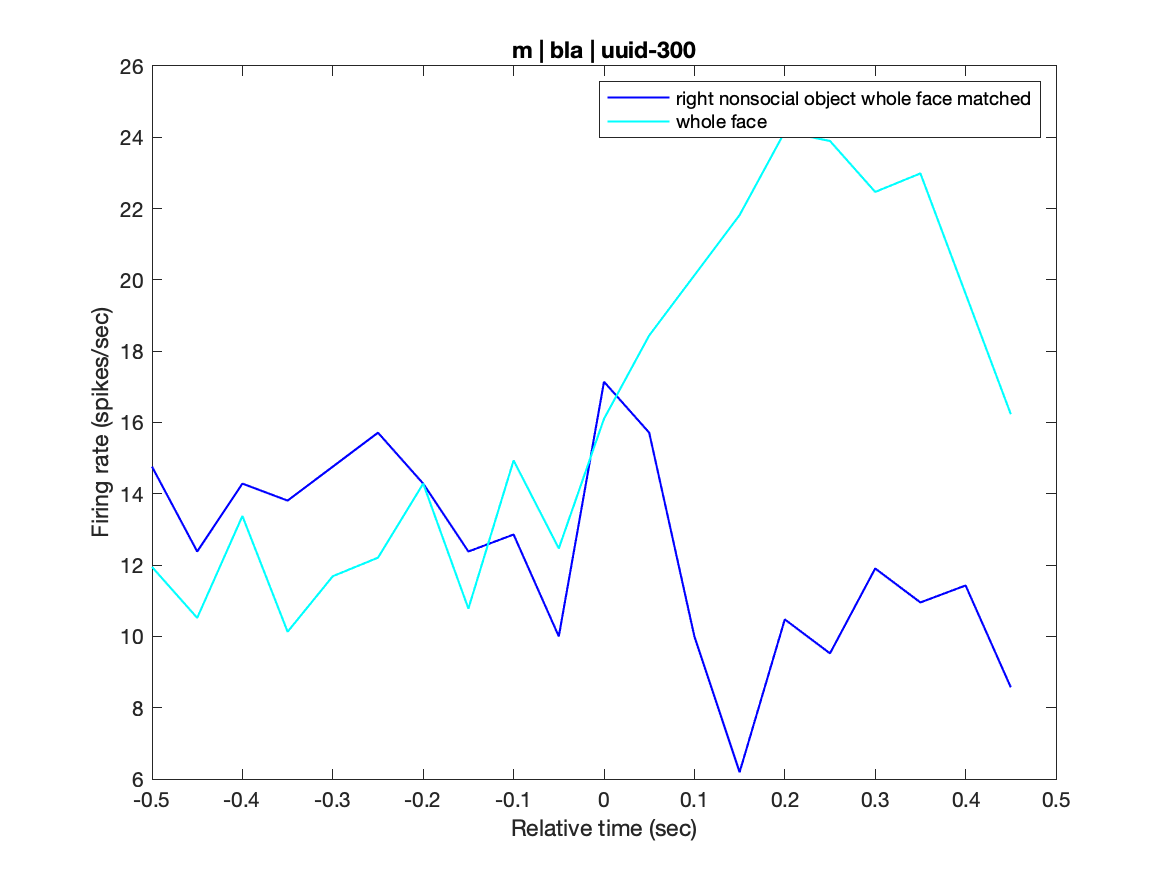 m | bla | uuid-300
right nonsocial object whole face matched
whole face
Firing rate (spikes/sec)
26
24
22
20
18
16
14
12
10
8
6
-0.5 -0.4 -0.3 -0.2 -0.1 0 0.1 0.2 0.3 0.4 0.5
Relative time (sec)